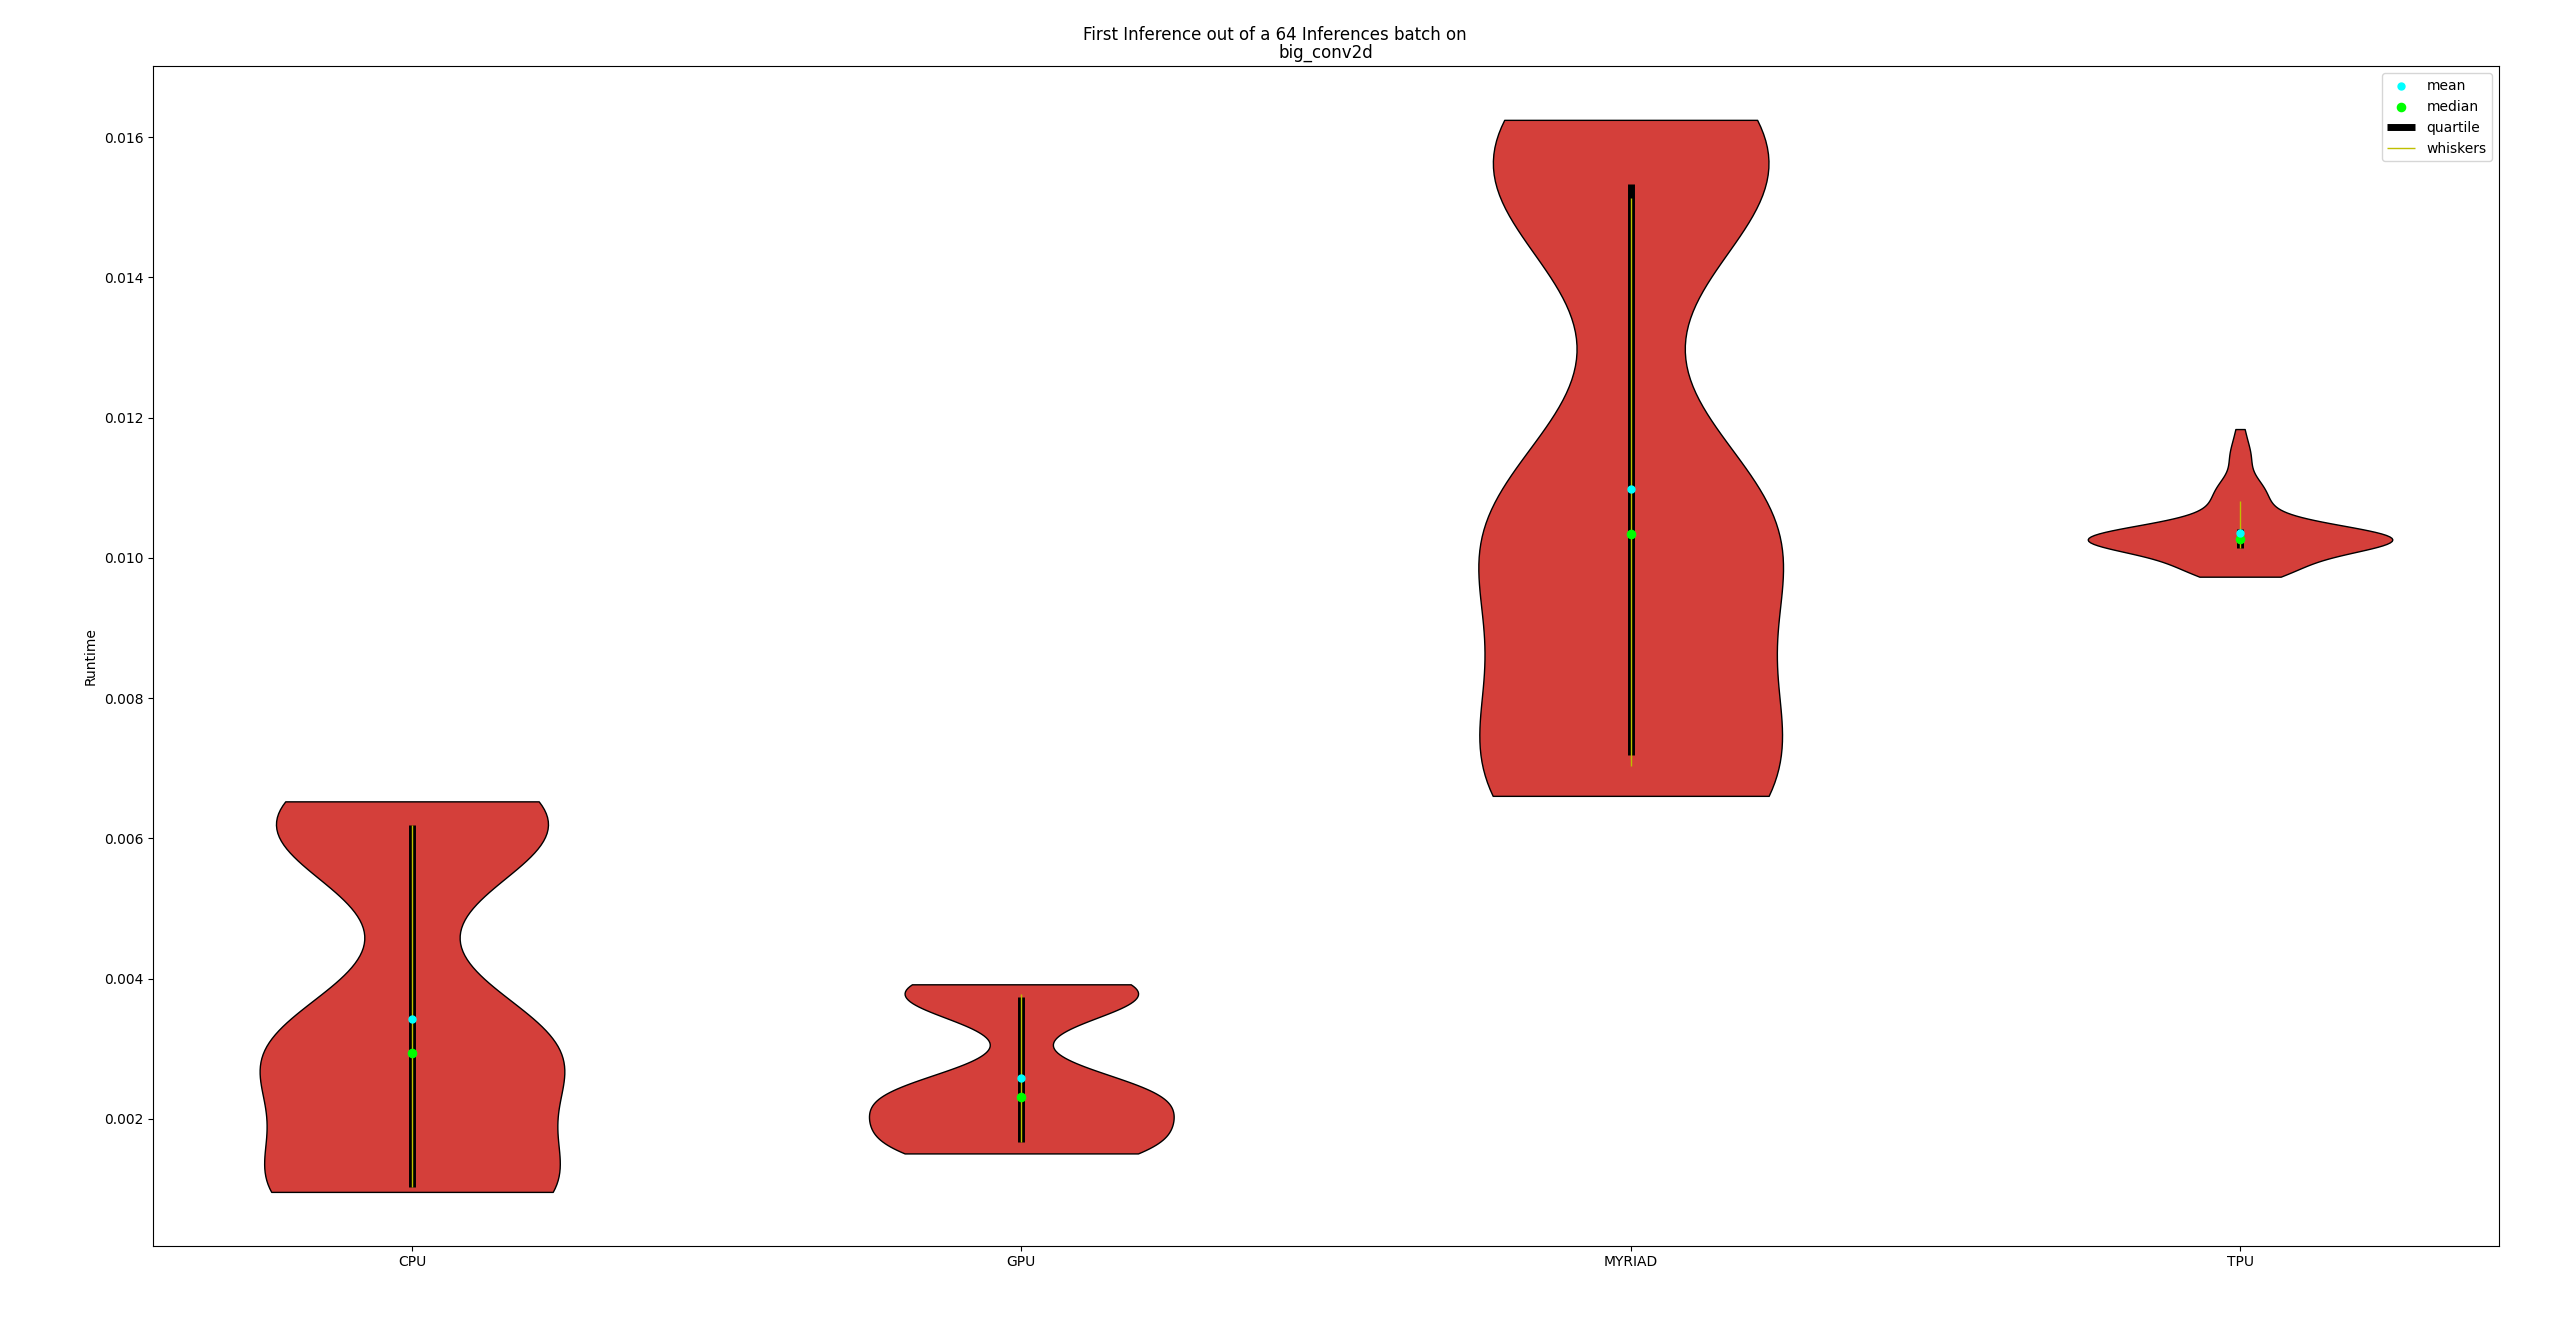 First Inference out of a 64 Inferences batch on
big_conv2d
mean
median
quartile
whiskers
0.016
0.014
0.012
0.010
0.008
0.006
0.004
0.002
Runtime
CPU
GPU
MYRIAD
TPU